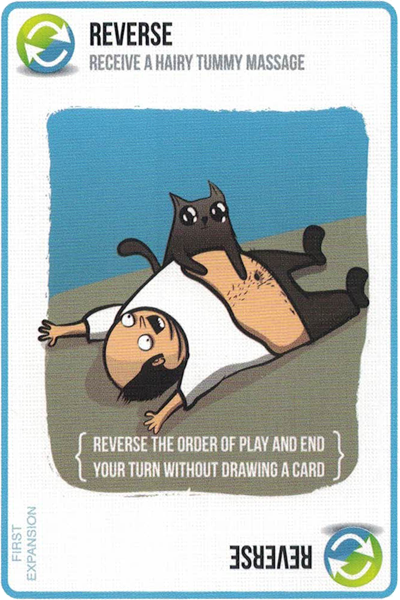 REVERSE
RECEIVE A HAIRY TUMMY MASSAGE
REVERSE THE ORDER OF PLAY AND END
YOUR TURN WITHOUT DRAWING A CARD
FIRST
EXPANSION
REVERSE